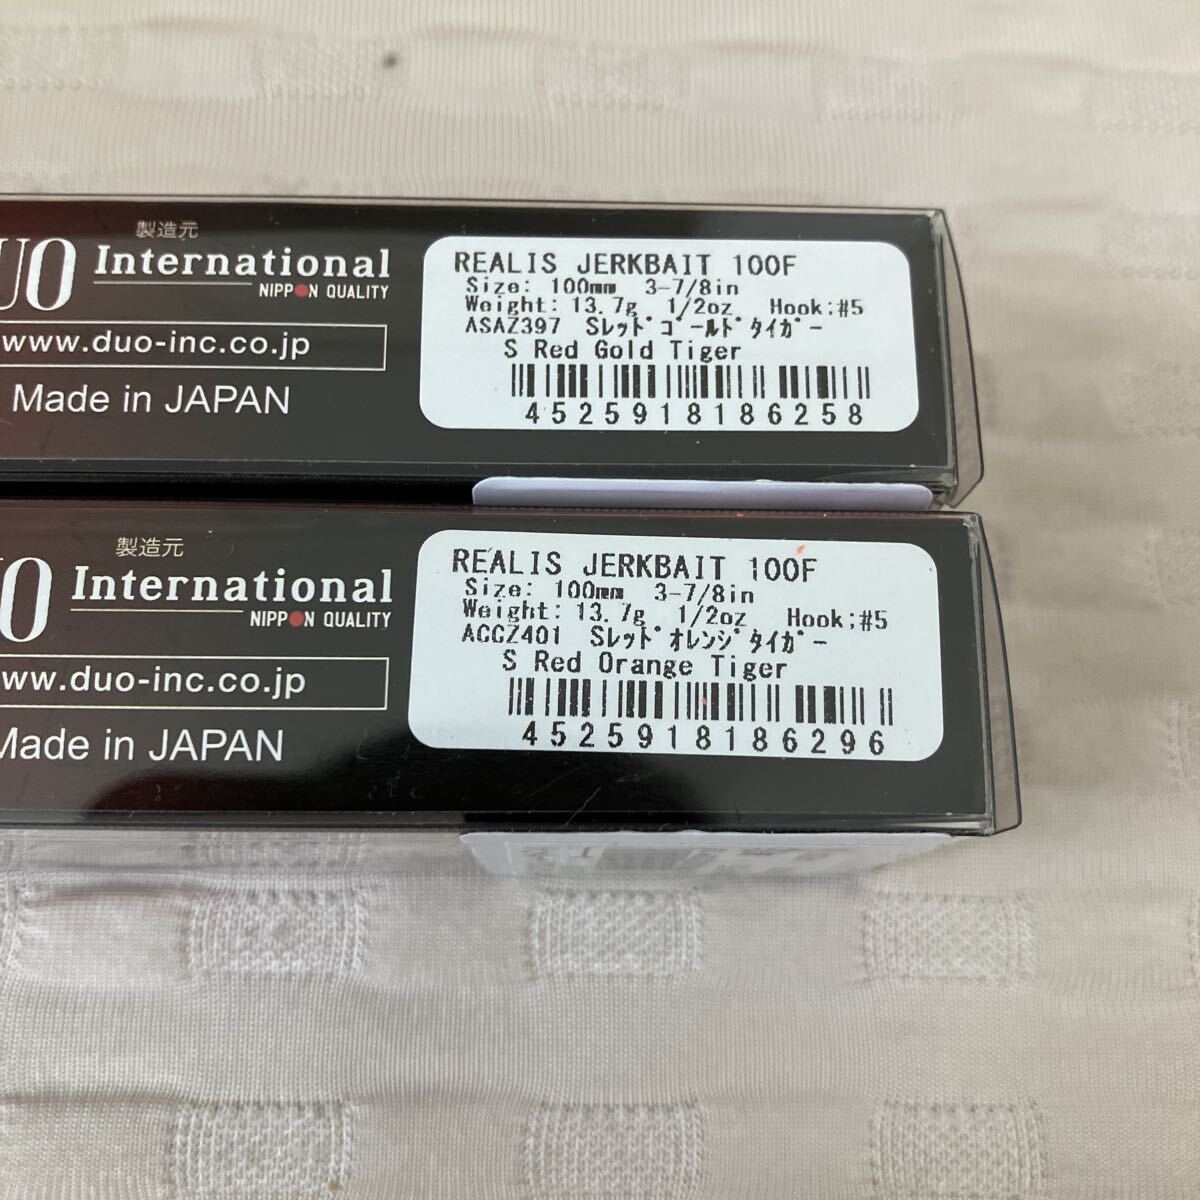 製造元
UO International
NIPPON QUALITY
www.duo-inc.co.jp
Made in JAPAN
REALIS JERKBAIT 100F
Size: 100mm 3-7/8in
Weight: 13.7g 1/2oz Hook:#5
ASAZ397 Sﾚｯﾄﾞｺﾞｰﾙﾄﾞﾀｲｶﾞｰ
S Red Gold Tiger
4525918186258
製造元
UO International
NIPPON QUALITY
ww.duo-inc.co.jp
Made in JAPAN
REALIS JERKBAIT 100F
Size: 100mm 3-7/8in
Weight: 13.7g 1/2oz Hook:#5
ACCZ401 Sﾚｯﾄﾞｵﾚﾝｼﾞﾀｲｶﾞｰ
S Red Orange Tiger
4525918186296